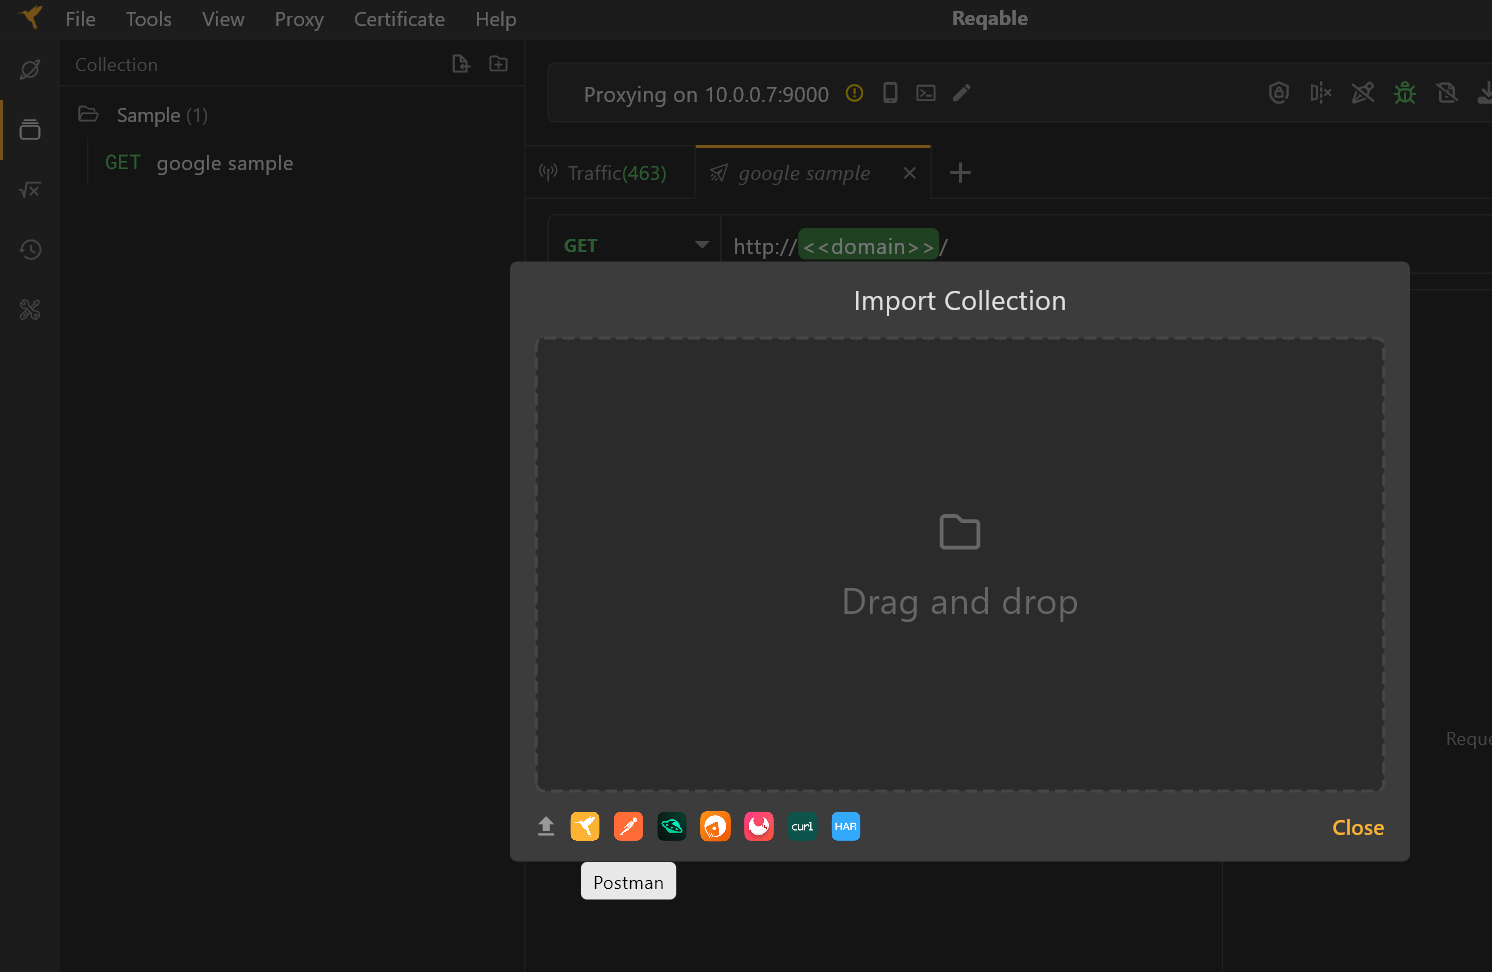 File Tools View Proxy Certificate Help
Reqable
Collection
Sample (1)
GET google sample
Proxying on 10.0.0.7:9000
Traffic(463)
google sample
GET
http://<<domain>>/
Import Collection
Drag and drop
curl
HAR
Close
Postman
Reque